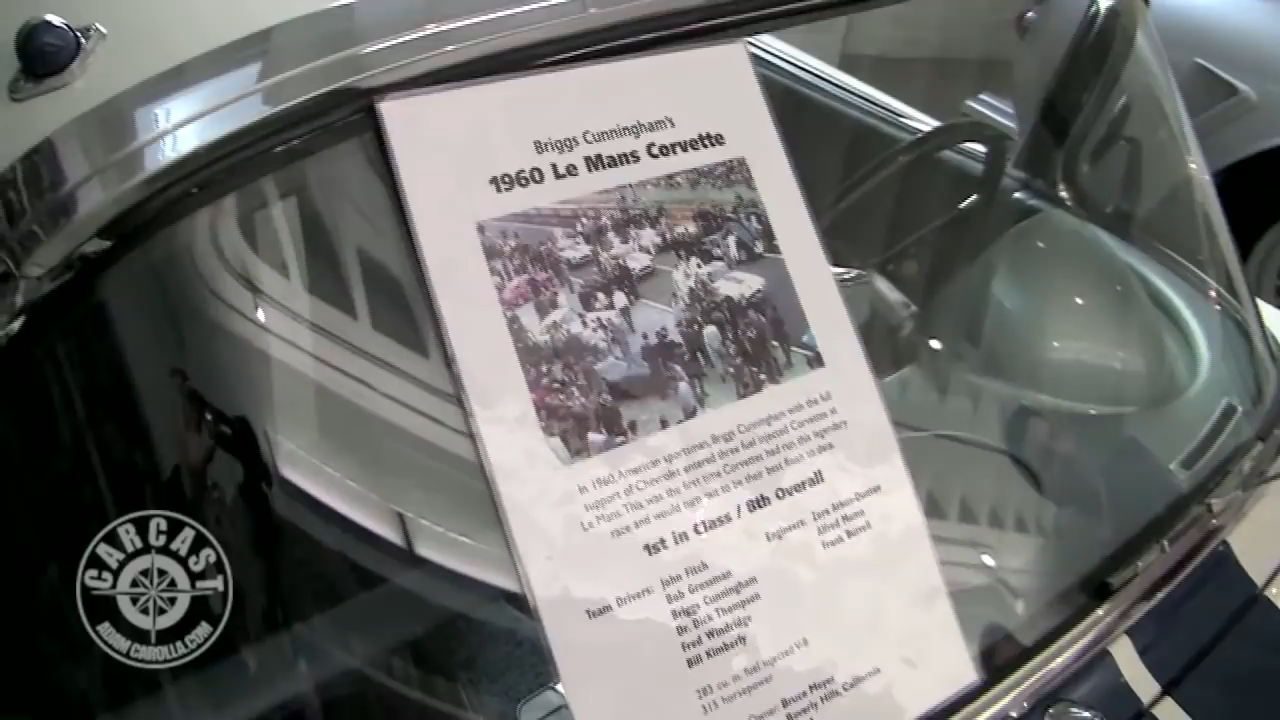 Briggs Cunningham's
1960 Le Mans Corvette
In 1960, American sportsman, Briggs Cunningham with the full
support of Chevrolet entered three fuel injected Corvettes at
Le Mans. This was the first time Corvettes had run this legendary
race and would turn out to be their best finish to date.
1st in Class / 8th Overall
Team Drivers: John Fitch
Bob Grossman
Briggs Cunningham
Dr. Dick Thompson
Fred Windridge
Bill Kimberly
Engineers: Zora Arkus-Duntov
Alfred Momo
Frank Burrell
283 cu. in. fuel injected V-8
315 horsepower
Owner: Bruce Meyer
Beverly Hills, California
CARCAST
ADAM CAROLLA.COM